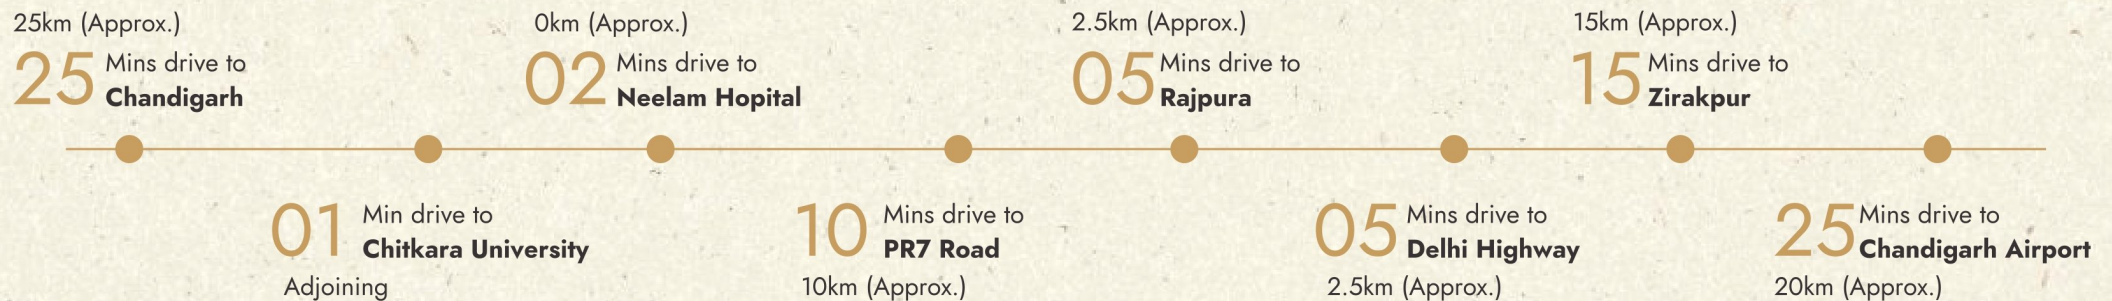 25km (Approx.)
25 Mins drive to
Chandigarh
0km (Approx.)
02 Mins drive to
Neelam Hopital
2.5km (Approx.)
05 Mins drive to
Rajpura
15km (Approx.)
15 Mins drive to
Zirakpur
01 Min drive to
Chitkara University
Adjoining
10 Mins drive to
PR7 Road
10km (Approx.)
05 Mins drive to
Delhi Highway
2.5km (Approx.)
25 Mins drive to
Chandigarh Airport
20km (Approx.)